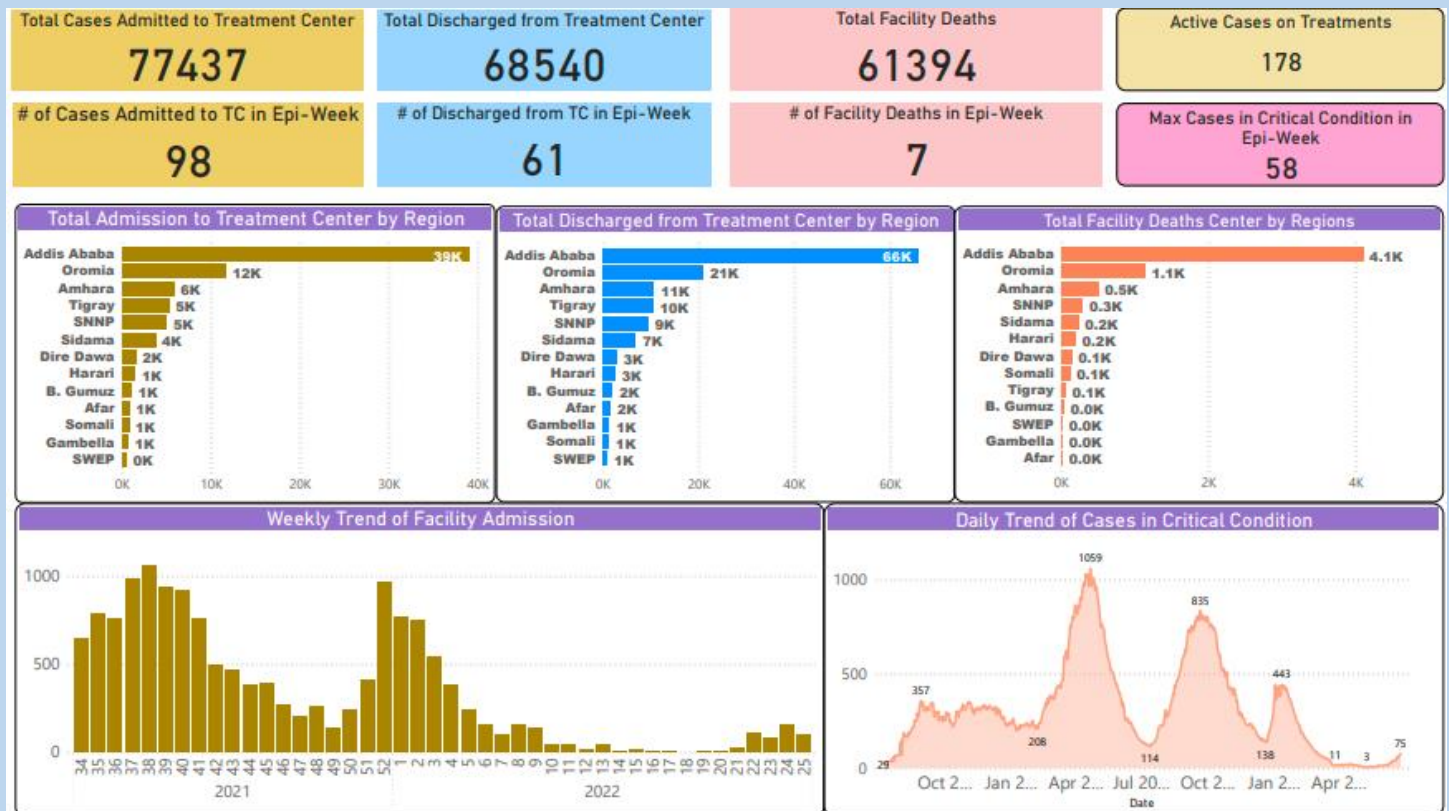 Total Cases Admitted to Treatment Center
77437
Total Discharged from Treatment Center
68540
Total Facility Deaths
61394
Active Cases on Treatments
178
# of Cases Admitted to TC in Epi-Week
98
# of Discharged from TC in Epi-Week
61
# of Facility Deaths in Epi-Week
7
Max Cases in Critical Condition in
Epi-Week
58
Total Admission to Treatment Center by Region
Addis Ababa 39K
Oromia 12K
Amhara 6K
Tigray 5K
SNNP 5K
Sidama 4K
Dire Dawa 2K
Harari 1K
B. Gumuz 1K
Afar 1K
Somali 1K
Gambella 1K
SWEP 0K
0K 10K 20K 30K 40K
Total Discharged from Treatment Center by Region
Addis Ababa 66K
Oromia 21K
Amhara 11K
Tigray 10K
SNNP 9K
Sidama 7K
Dire Dawa 3K
Harari 3K
B. Gumuz 2K
Afar 2K
Gambella 1K
Somali 1K
SWEP 1K
0K 20K 40K 60K
Total Facility Deaths Center by Regions
Addis Ababa 4.1K
Oromia 1.1K
Amhara 0.5K
SNNP 0.3K
Sidama 0.2K
Harari 0.2K
Dire Dawa 0.1K
Somali 0.1K
Tigray 0.1K
B. Gumuz 0.0K
SWEP 0.0K
Gambella 0.0K
Afar 0.0K
0K 2K 4K
Weekly Trend of Facility Admission
1000
500
0
34 35 36 37 38 39 40 41 42 43 44 45 46 47 48 49 50 51 52 1 2 3 4 5 6 7 8 9 10 11 12 13 14 15 16 17 18 19 20 21 22 23 24 25
2021 2022
Daily Trend of Cases in Critical Condition
1059
1000
835
500
443
357
208
138
114
75
29
11
3
0
Oct 2... Jan 2... Apr 2... Jul 20... Oct 2... Jan 2... Apr 2...
Date